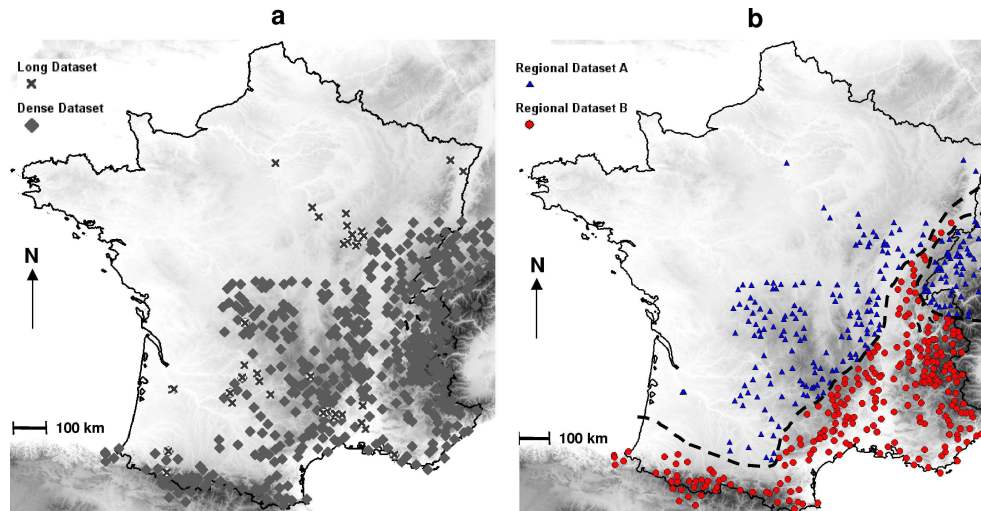 a
Long Dataset
Dense Dataset
N
100 km
b
Regional Dataset A
Regional Dataset B
N
100 km